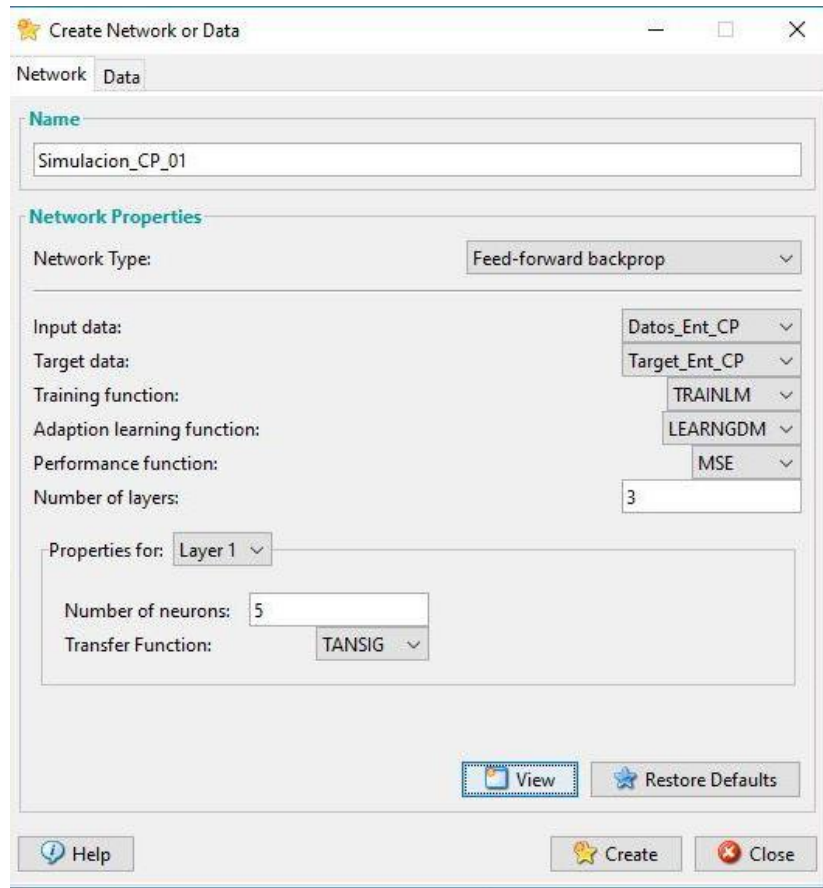 Create Network or Data
Network Data
Name
Simulacion_CP_01
Network Properties
Network Type: Feed-forward backprop
Input data: Datos_Ent_CP
Target data: Target_Ent_CP
Training function: TRAINLM
Adaption learning function: LEARNGDM
Performance function: MSE
Number of layers: 3
Properties for: Layer 1
Number of neurons: 5
Transfer Function: TANSIG
View Restore Defaults
Help Create Close